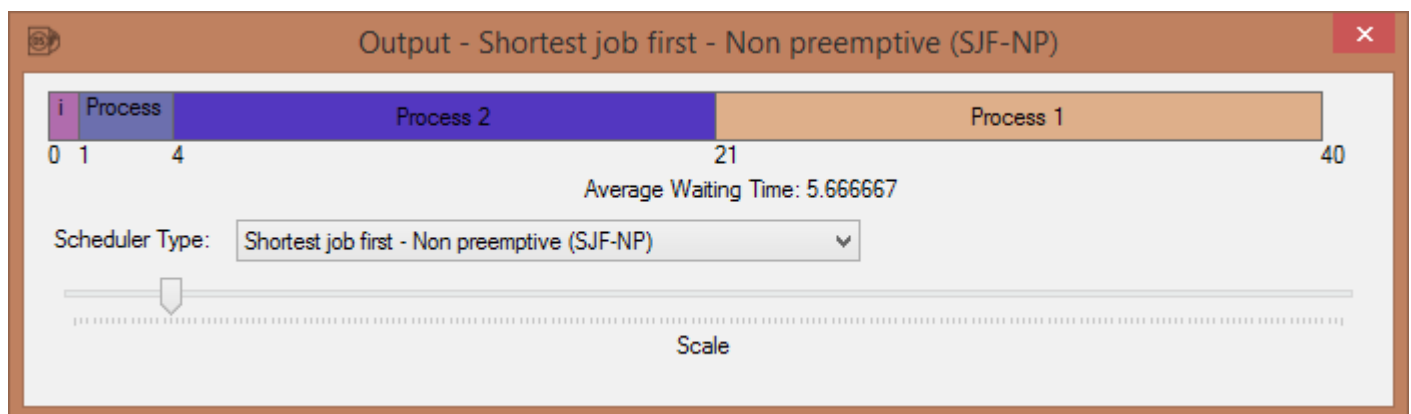 Output - Shortest job first - Non preemptive (SJF-NP)
i Process Process 2 Process 1
0 1 4 21 40
Average Waiting Time: 5.666667
Scheduler Type: Shortest job first - Non preemptive (SJF-NP)
Scale